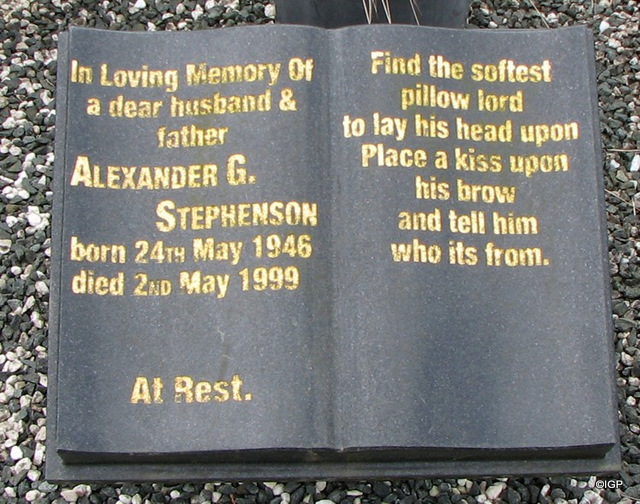 In Loving Memory Of
a dear husband &
father
ALEXANDER G.
STEPHENSON
born 24TH May 1946
died 2ND May 1999
At Rest.
Find the softest
pillow lord
to lay his head upon
Place a kiss upon
his brow
and tell him
who its from.
©IGP